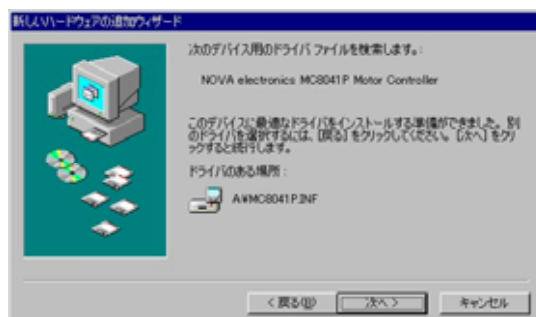 新しいハードウェアの追加ウィザード
次のデバイス用のドライバ ファイルを検索します。:
NOVA electronics MC8041P Motor Controller
このデバイスに最適なドライバをインストールする準備ができました。別
のドライバを選択するには、[戻る] をクリックしてください。[次へ] をクリ
ックすると続行します。
ドライバのある場所:
A:¥MC8041P.INF
< 戻る(B)
次へ >
キャンセル